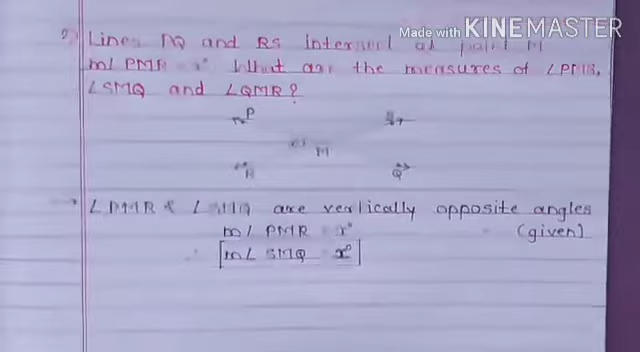 Made with KINEMASTER
2) Lines PQ and RS intersect at point M
m∠ PMR = x° What are the measures of ∠PMS,
∠SMQ and ∠QMR?
P S
x° M
R Q
→ ∠PMR & ∠SMQ are vertically opposite angles
m∠ PMR = x° (given)
∴ [m∠ SMQ = x°]